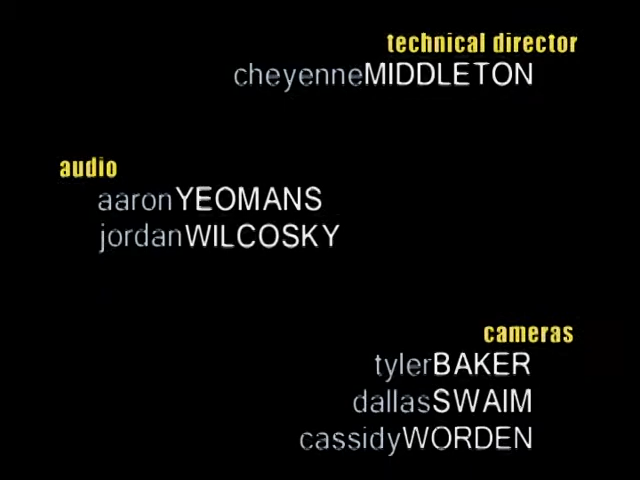 technical director
cheyenneMIDDLETON
audio
aaronYEOMANS
jordanWILCOSKY
cameras
tylerBAKER
dallasSWAIM
cassidyWORDEN